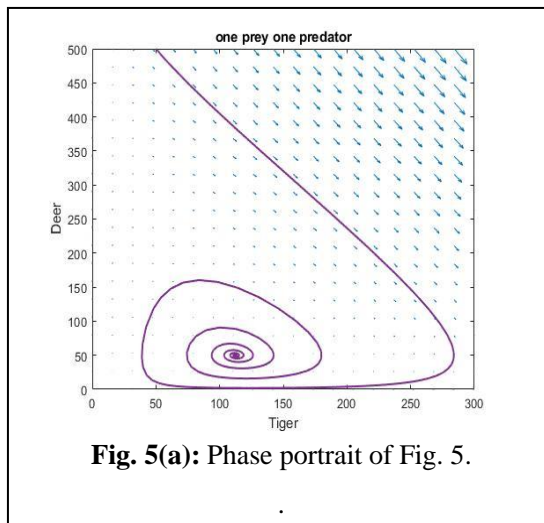 one prey one predator
500
450
400
350
300
250
200
150
100
50
0
Deer
0 50 100 150 200 250 300
Tiger
Fig. 5(a): Phase portrait of Fig. 5.
.